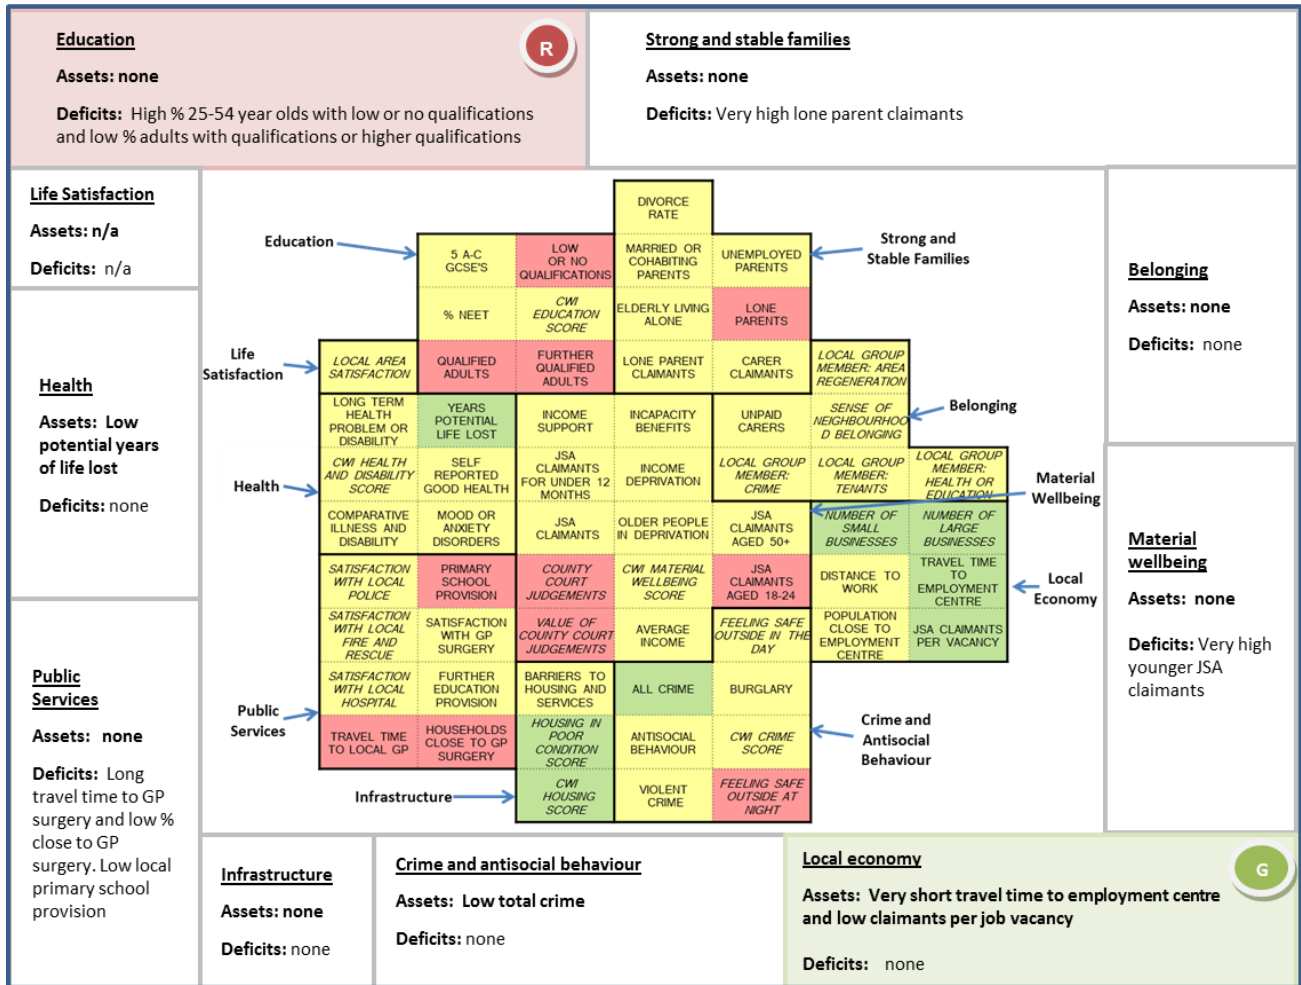 Education
R
Assets: none
Deficits: High % 25-54 year olds with low or no qualifications
and low % adults with qualifications or higher qualifications
Strong and stable families
Assets: none
Deficits: Very high lone parent claimants
Life Satisfaction
Assets: n/a
Deficits: n/a
Health
Assets: Low
potential years
of life lost
Deficits: none
Public
Services
Assets: none
Deficits: Long
travel time to GP
surgery and low %
close to GP
surgery. Low local
primary school
provision
Education
Strong and
Stable Families
Life
Satisfaction
Belonging
Health
Material
Wellbeing
Local
Economy
Public
Services
Crime and
Antisocial
Behaviour
Infrastructure
DIVORCE
RATE
5 A-C
GCSE'S
LOW
OR NO
QUALIFICATIONS
MARRIED OR
COHABITING
PARENTS
UNEMPLOYED
PARENTS
% NEET
CWI
EDUCATION
SCORE
ELDERLY LIVING
ALONE
LONE
PARENTS
LOCAL AREA
SATISFACTION
QUALIFIED
ADULTS
FURTHER
QUALIFIED
ADULTS
LONE PARENT
CLAIMANTS
CARER
CLAIMANTS
LOCAL GROUP
MEMBER: AREA
REGENERATION
LONG TERM
HEALTH
PROBLEM OR
DISABILITY
YEARS
POTENTIAL
LIFE LOST
INCOME
SUPPORT
INCAPACITY
BENEFITS
UNPAID
CARERS
SENSE OF
NEIGHBOURHOO
D BELONGING
CWI HEALTH
AND DISABILITY
SCORE
SELF
REPORTED
GOOD HEALTH
JSA
CLAIMANTS
FOR UNDER 12
MONTHS
INCOME
DEPRIVATION
LOCAL GROUP
MEMBER:
CRIME
LOCAL GROUP
MEMBER:
TENANTS
LOCAL GROUP
MEMBER:
HEALTH OR
EDUCATION
COMPARATIVE
ILLNESS AND
DISABILITY
MOOD OR
ANXIETY
DISORDERS
JSA
CLAIMANTS
OLDER PEOPLE
IN DEPRIVATION
JSA
CLAIMANTS
AGED 50+
NUMBER OF
SMALL
BUSINESSES
NUMBER OF
LARGE
BUSINESSES
SATISFACTION
WITH LOCAL
POLICE
PRIMARY
SCHOOL
PROVISION
COUNTY
COURT
JUDGEMENTS
CWI MATERIAL
WELLBEING
SCORE
JSA
CLAIMANTS
AGED 18-24
DISTANCE TO
WORK
TRAVEL TIME
TO
EMPLOYMENT
CENTRE
SATISFACTION
WITH LOCAL
FIRE AND
RESCUE
SATISFACTION
WITH GP
SURGERY
VALUE OF
COUNTY COURT
JUDGEMENTS
AVERAGE
INCOME
FEELING SAFE
OUTSIDE IN THE
DAY
POPULATION
CLOSE TO
EMPLOYMENT
CENTRE
JSA CLAIMANTS
PER VACANCY
SATISFACTION
WITH LOCAL
HOSPITAL
FURTHER
EDUCATION
PROVISION
BARRIERS TO
HOUSING AND
SERVICES
ALL CRIME
BURGLARY
TRAVEL TIME
TO LOCAL GP
HOUSEHOLDS
CLOSE TO GP
SURGERY
HOUSING IN
POOR
CONDITION
SCORE
ANTISOCIAL
BEHAVIOUR
CWI CRIME
SCORE
CWI
HOUSING
SCORE
VIOLENT
CRIME
FEELING SAFE
OUTSIDE AT
NIGHT
Belonging
Assets: none
Deficits: none
Material
wellbeing
Assets: none
Deficits: Very high
younger JSA
claimants
Infrastructure
Assets: none
Deficits: none
Crime and antisocial behaviour
Assets: Low total crime
Deficits: none
Local economy
G
Assets: Very short travel time to employment centre
and low claimants per job vacancy
Deficits: none